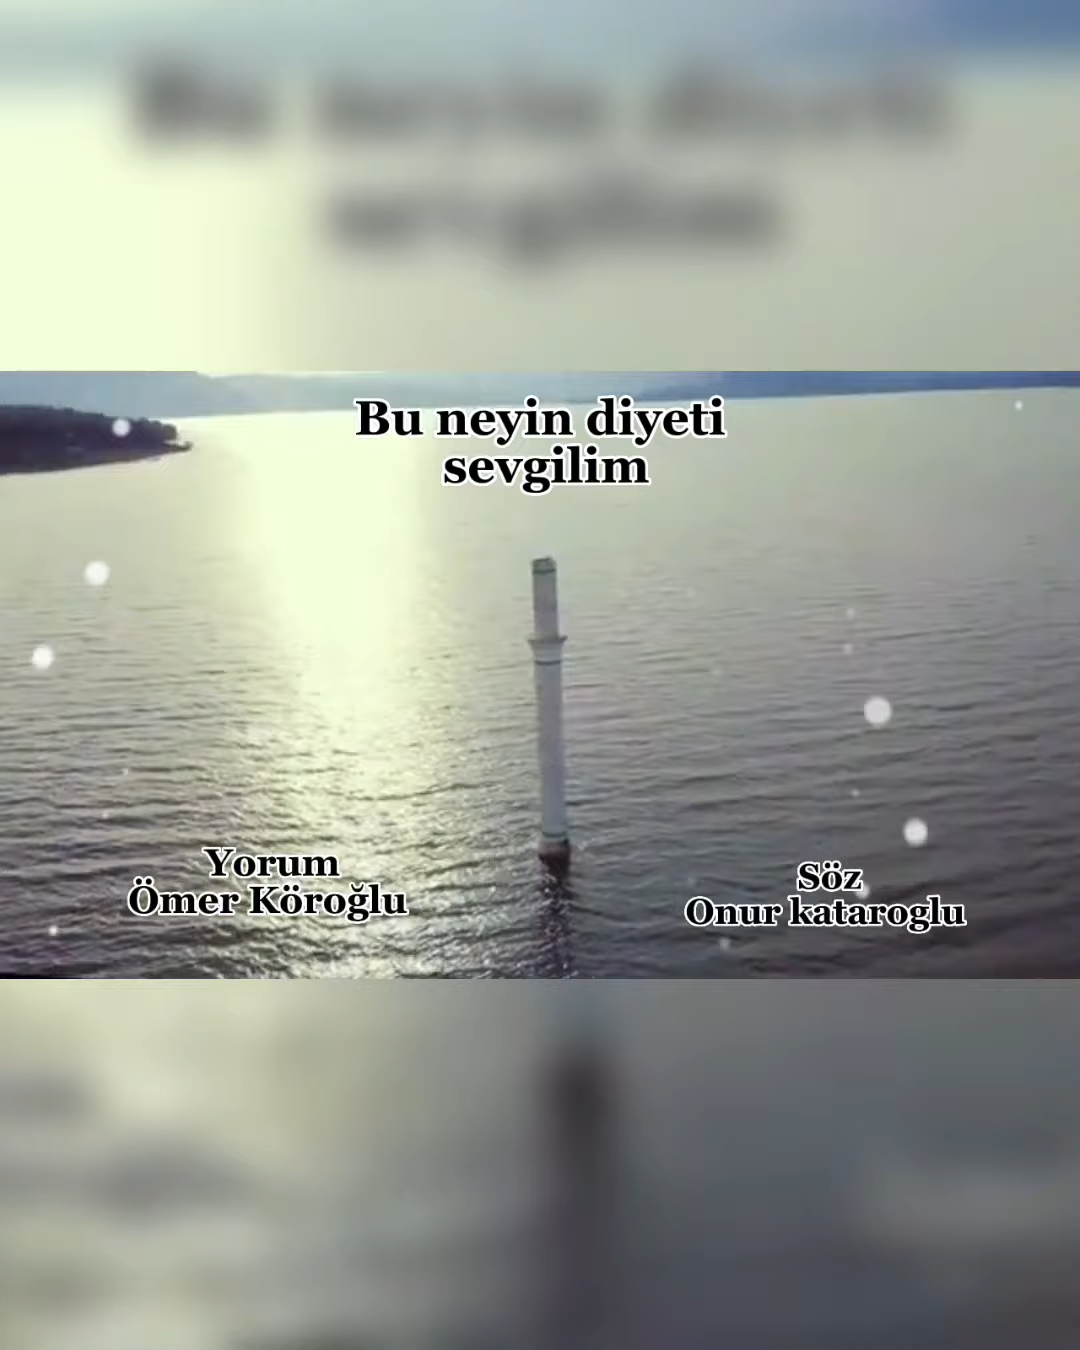 Bu neyin diyeti
sevgilim
Yorum
Ömer Köroğlu
Söz
Onur kataroglu